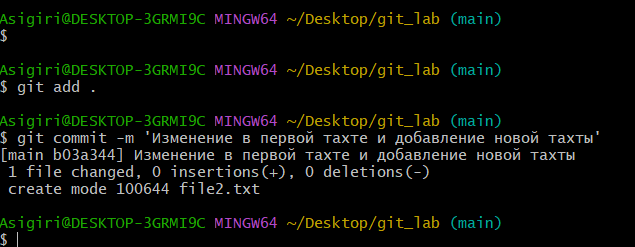 Asigiri@DESKTOP-3GRMI9C MINGW64 ~/Desktop/git_lab (main)
$
Asigiri@DESKTOP-3GRMI9C MINGW64 ~/Desktop/git_lab (main)
$ git add .
Asigiri@DESKTOP-3GRMI9C MINGW64 ~/Desktop/git_lab (main)
$ git commit -m 'Изменение в первой тахте и добавление новой тахты'
[main b03a344] Изменение в первой тахте и добавление новой тахты
1 file changed, 0 insertions(+), 0 deletions(-)
create mode 100644 file2.txt
Asigiri@DESKTOP-3GRMI9C MINGW64 ~/Desktop/git_lab (main)
$